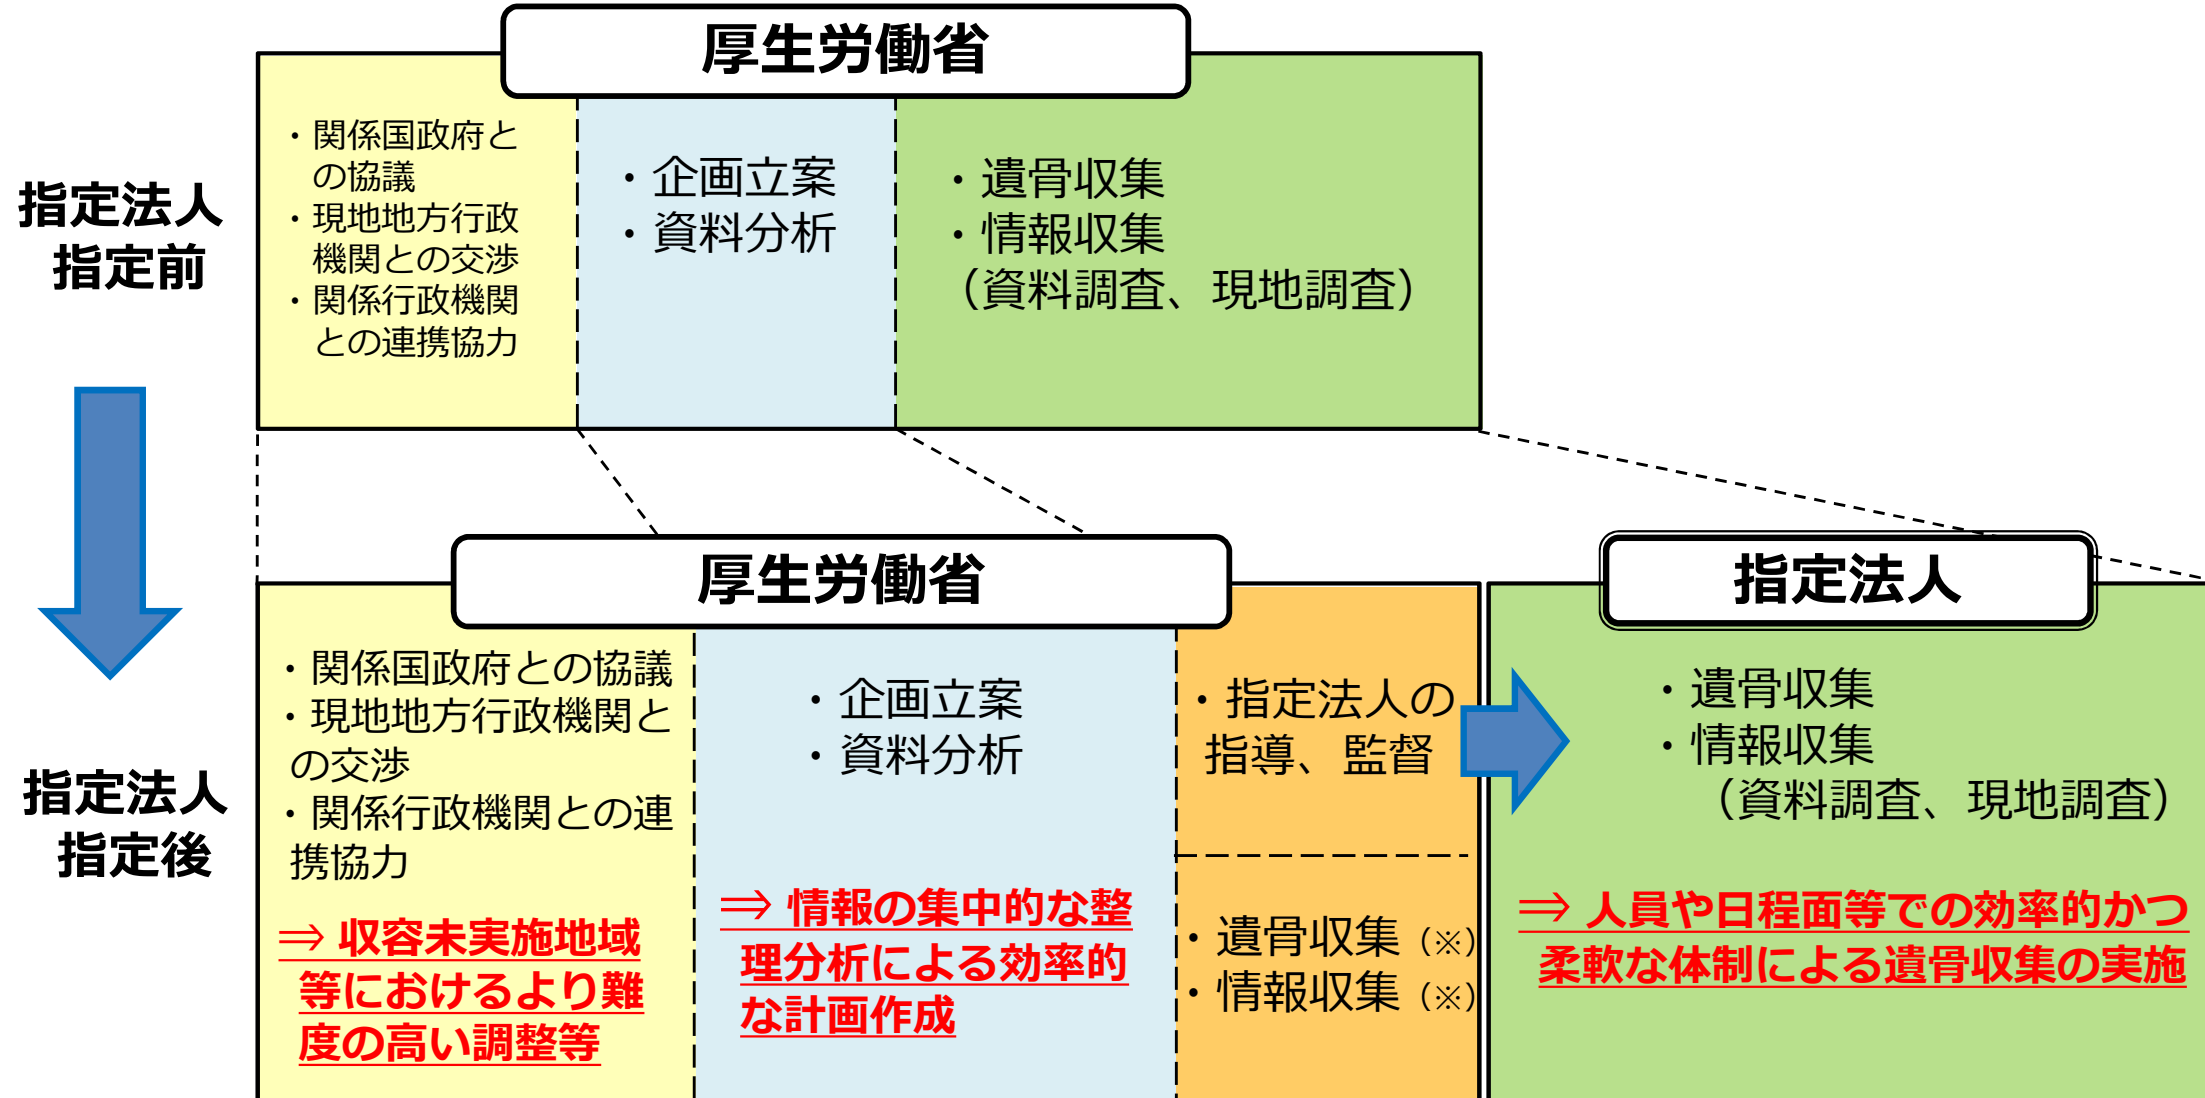 厚生労働省
指定法人
指定前
・関係国政府と
の協議
・現地地方行政
機関との交渉
・関係行政機関
との連携協力
・企画立案
・資料分析
・遺骨収集
・情報収集
（資料調査、現地調査）
厚生労働省
指定法人
指定法人
指定後
・関係国政府との協議
・現地地方行政機関と
の交渉
・関係行政機関との連
携協力
⇒ 収容未実施地域
等におけるより難
度の高い調整等
・企画立案
・資料分析
⇒ 情報の集中的な整
理分析による効率的
な計画作成
・指定法人の
指導、監督
・遺骨収集（※）
・情報収集（※）
・遺骨収集
・情報収集
（資料調査、現地調査）
⇒ 人員や日程面等での効率的かつ
柔軟な体制による遺骨収集の実施